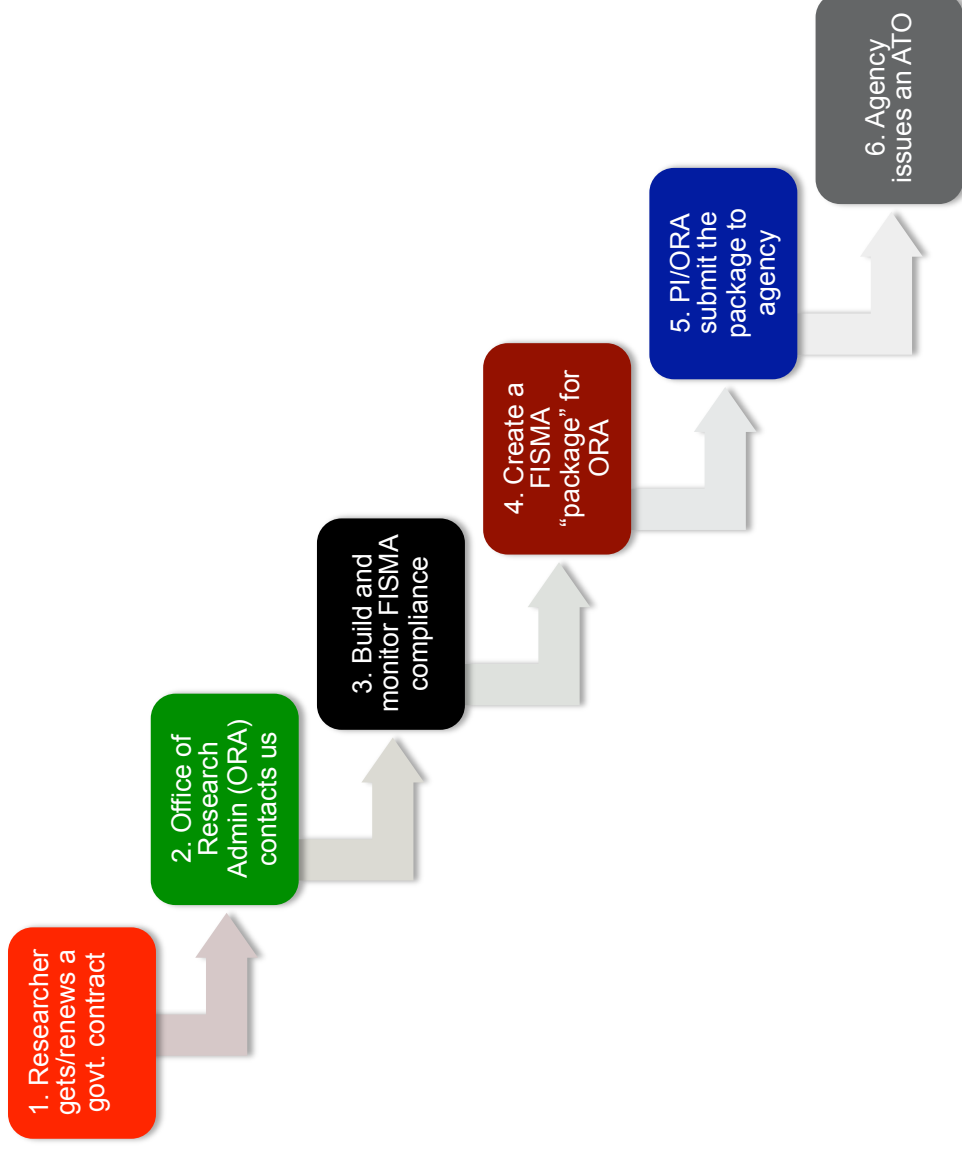 1. Researcher
gets/renews a
govt. contract
2. Office of
Research
Admin (ORA)
contacts us
3. Build and
monitor FISMA
compliance
4. Create a
FISMA
“package” for
ORA
5. PI/ORA
submit the
package to
agency
6. Agency
issues an ATO